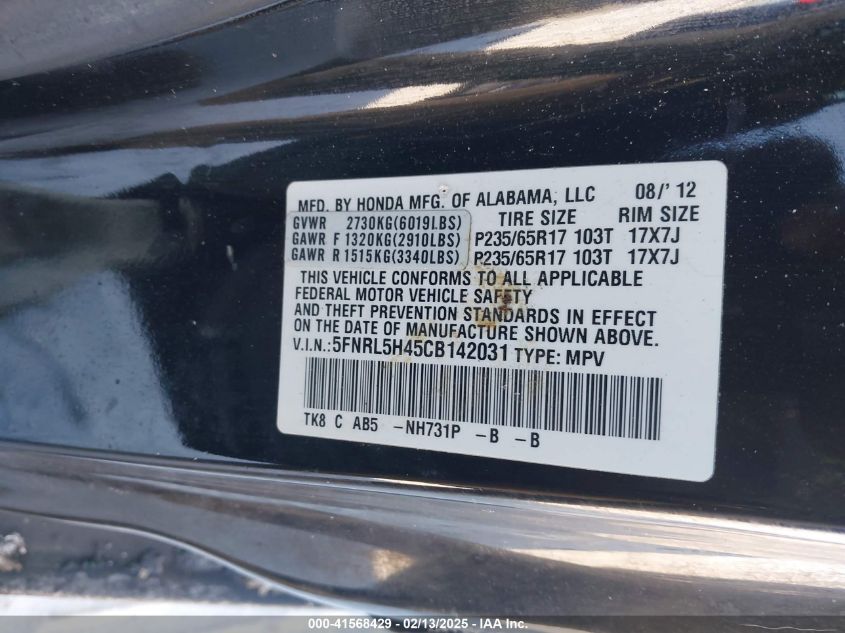 MFD. BY HONDA MFG. OF ALABAMA, LLC 08/'12
GVWR 2730KG(6019LBS) TIRE SIZE RIM SIZE
GAWR F 1320KG(2910LBS) P235/65R17 103T 17X7J
GAWR R 1515KG(3340LBS) P235/65R17 103T 17X7J
THIS VEHICLE CONFORMS TO ALL APPLICABLE
FEDERAL MOTOR VEHICLE SAFETY
AND THEFT PREVENTION STANDARDS IN EFFECT
ON THE DATE OF MANUFACTURE SHOWN ABOVE.
V.I.N.: 5FNRL5H45CB142031 TYPE: MPV
TK8 C AB5 -NH731P -B -B
000-41568429 - 02/13/2025 - IAA Inc.